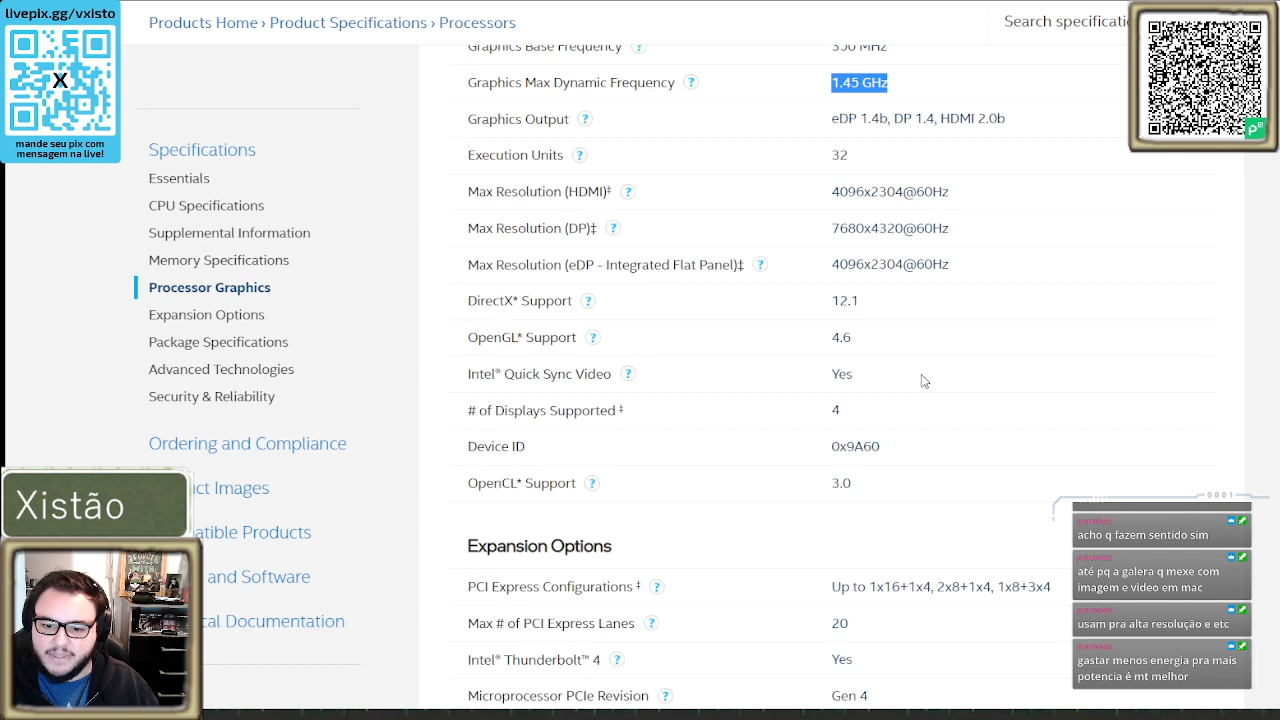 livepix.gg/vxisto
X
mande seu pix com
mensagem na live!
Products Home › Product Specifications › Processors
Search specificatio
Specifications
Essentials
CPU Specifications
Supplemental Information
Memory Specifications
Processor Graphics
Expansion Options
Package Specifications
Advanced Technologies
Security & Reliability
Ordering and Compliance
ct Images
atible Products
and Software
cal Documentation
Graphics Base Frequency ? 350 MHz
Graphics Max Dynamic Frequency ? 1.45 GHz
Graphics Output ? eDP 1.4b, DP 1.4, HDMI 2.0b
Execution Units ? 32
Max Resolution (HDMI)‡ ? 4096x2304@60Hz
Max Resolution (DP)‡ ? 7680x4320@60Hz
Max Resolution (eDP - Integrated Flat Panel)‡ ? 4096x2304@60Hz
DirectX* Support ? 12.1
OpenGL* Support ? 4.6
Intel® Quick Sync Video ? Yes
# of Displays Supported ‡ 4
Device ID 0x9A60
OpenCL* Support ? 3.0
Expansion Options
PCI Express Configurations ‡ ? Up to 1x16+1x4, 2x8+1x4, 1x8+3x4
Max # of PCI Express Lanes ? 20
Intel® Thunderbolt™ 4 ? Yes
Microprocessor PCIe Revision ? Gen 4
Xistão
0001
acho q fazem sentido sim
até pq a galera q mexe com
imagem e video em mac
usam pra alta resolução e etc
gastar menos energia pra mais
potencia é mt melhor